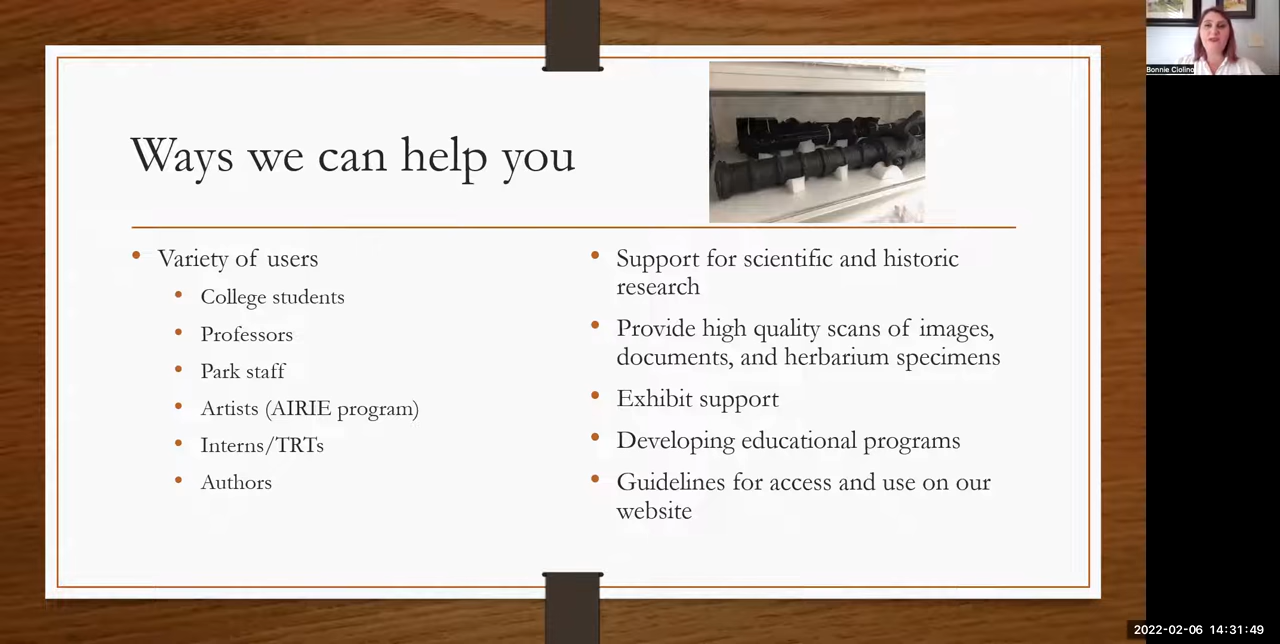 Ways we can help you
Variety of users
College students
Professors
Park staff
Artists (AIRIE program)
Interns/TRTs
Authors
Support for scientific and historic
research
Provide high quality scans of images,
documents, and herbarium specimens
Exhibit support
Developing educational programs
Guidelines for access and use on our
website
Bonnie Ciolino
2022-02-06 14:31:49